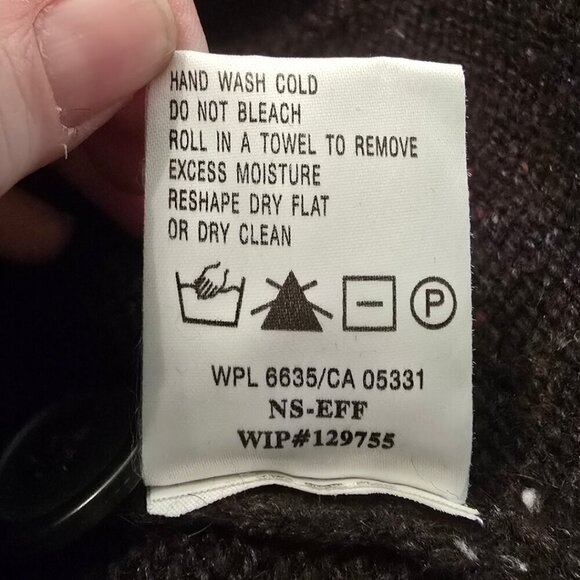 HAND WASH COLD
DO NOT BLEACH
ROLL IN A TOWEL TO REMOVE
EXCESS MOISTURE
RESHAPE DRY FLAT
OR DRY CLEAN
P
WPL 6635/CA 05331
NS-EFF
WIP#129755